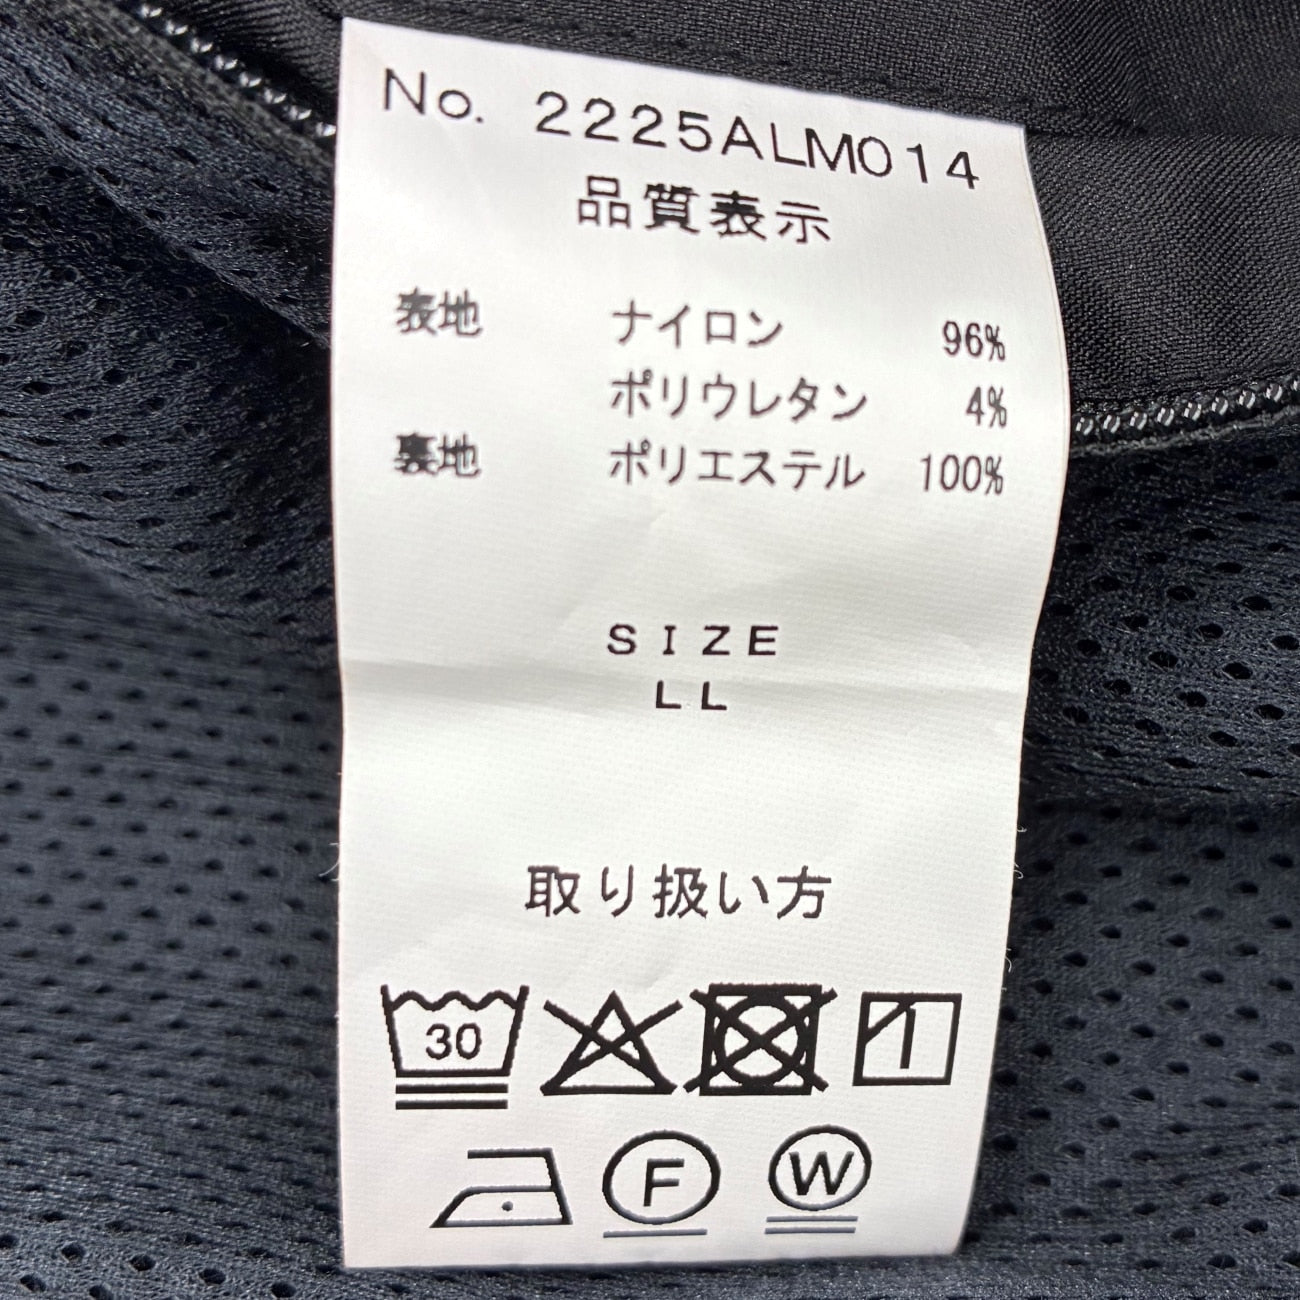 No. 2225ALM014
品質表示
表地 ナイロン 96%
ポリウレタン 4%
裏地 ポリエステル 100%
SIZE
LL
取り扱い方
30
F
W